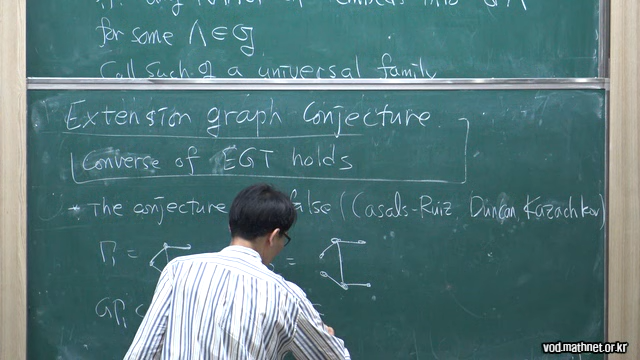 for some Λ ∈ G
Call such G a universal family
Extension graph Conjecture
Converse of EGT holds
* The conjecture false (Casals-Ruiz, Duncan, Kazachkov)
Γ₁ = =
GΓ₁
vod.mathnet.or.kr